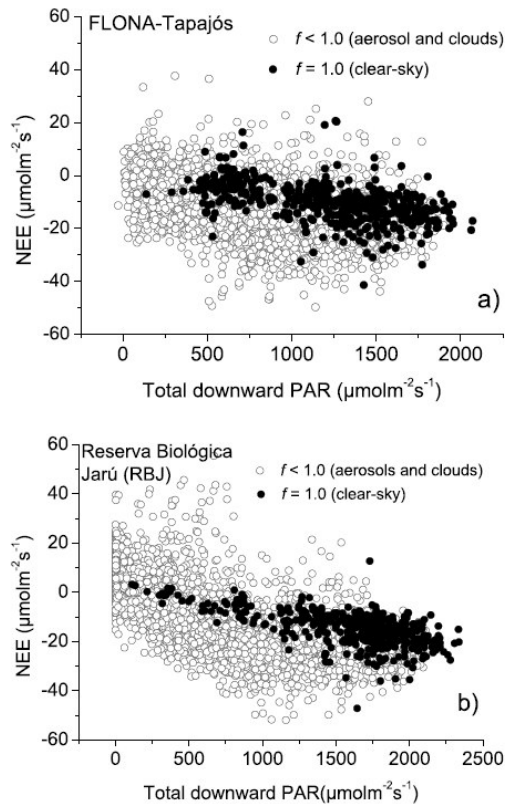 FLONA-Tapajós
f < 1.0 (aerosol and clouds)
f = 1.0 (clear-sky)
60
40
20
0
-20
-40
-60
NEE (µmolm⁻²s⁻¹)
a)
0 500 1000 1500 2000
Total downward PAR (µmolm⁻²s⁻¹)
Reserva Biológica
Jarú (RBJ)
f < 1.0 (aerosols and clouds)
f = 1.0 (clear-sky)
60
40
20
0
-20
-40
-60
NEE (µmolm⁻²s⁻¹)
b)
0 500 1000 1500 2000 2500
Total downward PAR(µmolm⁻²s⁻¹)